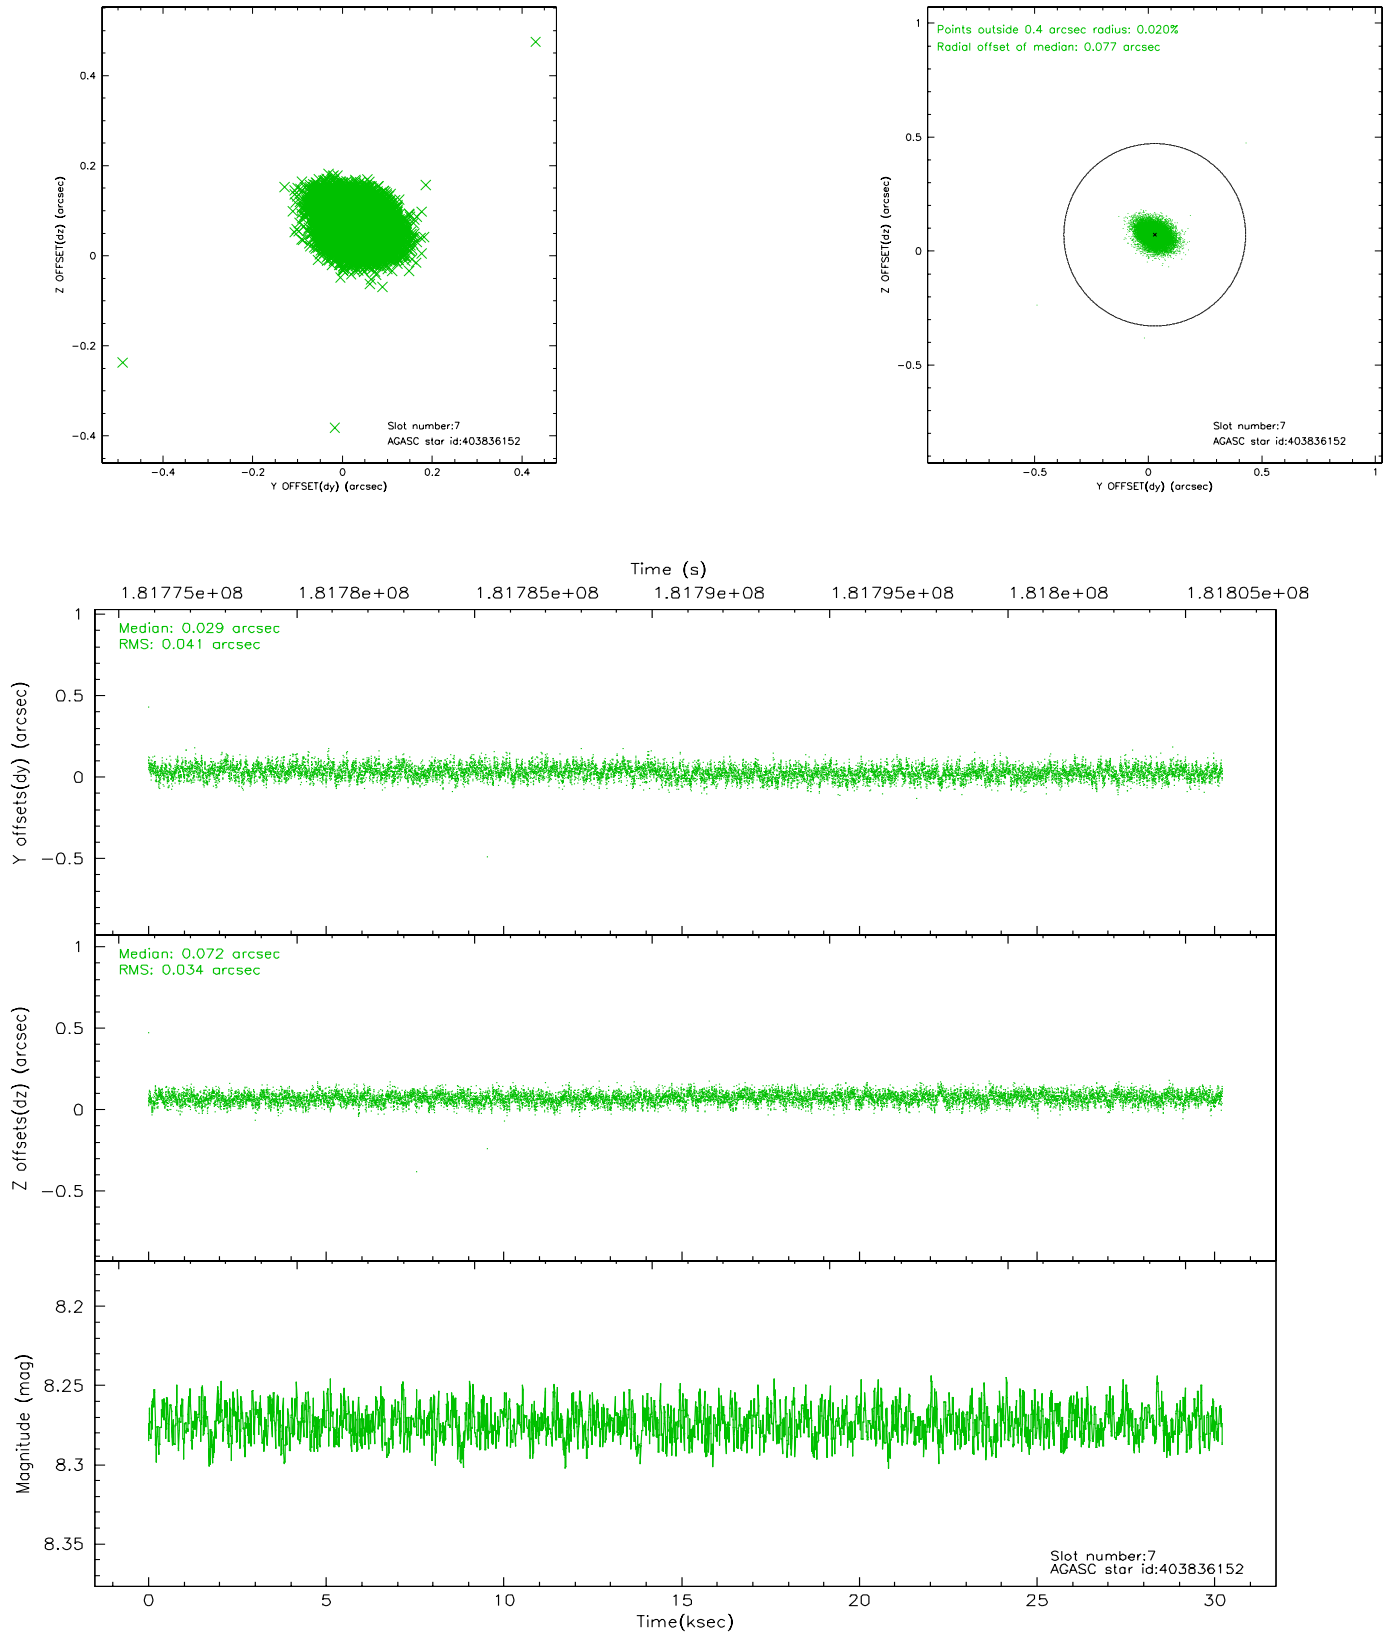 0.4
0.2
0
−0.2
−0.4
Z OFFSET(dz) (arcsec)
Slot number:7
AGASC star id:403836152
−0.4 −0.2 0 0.2 0.4
Y OFFSET(dy) (arcsec)
Points outside 0.4 arcsec radius: 0.020%
Radial offset of median: 0.077 arcsec
1
0.5
0
−0.5
Z OFFSET(dz) (arcsec)
Slot number:7
AGASC star id:403836152
−0.5 0 0.5 1
Y OFFSET(dy) (arcsec)
Time (s)
1.81775e+08 1.8178e+08 1.81785e+08 1.8179e+08 1.81795e+08 1.818e+08 1.81805e+08
Median: 0.029 arcsec
RMS: 0.041 arcsec
1
0.5
0
−0.5
Y offsets(dy) (arcsec)
Median: 0.072 arcsec
RMS: 0.034 arcsec
1
0.5
0
−0.5
Z offsets(dz) (arcsec)
8.2
8.25
8.3
8.35
Magnitude (mag)
Slot number:7
AGASC star id:403836152
0 5 10 15 20 25 30
Time(ksec)